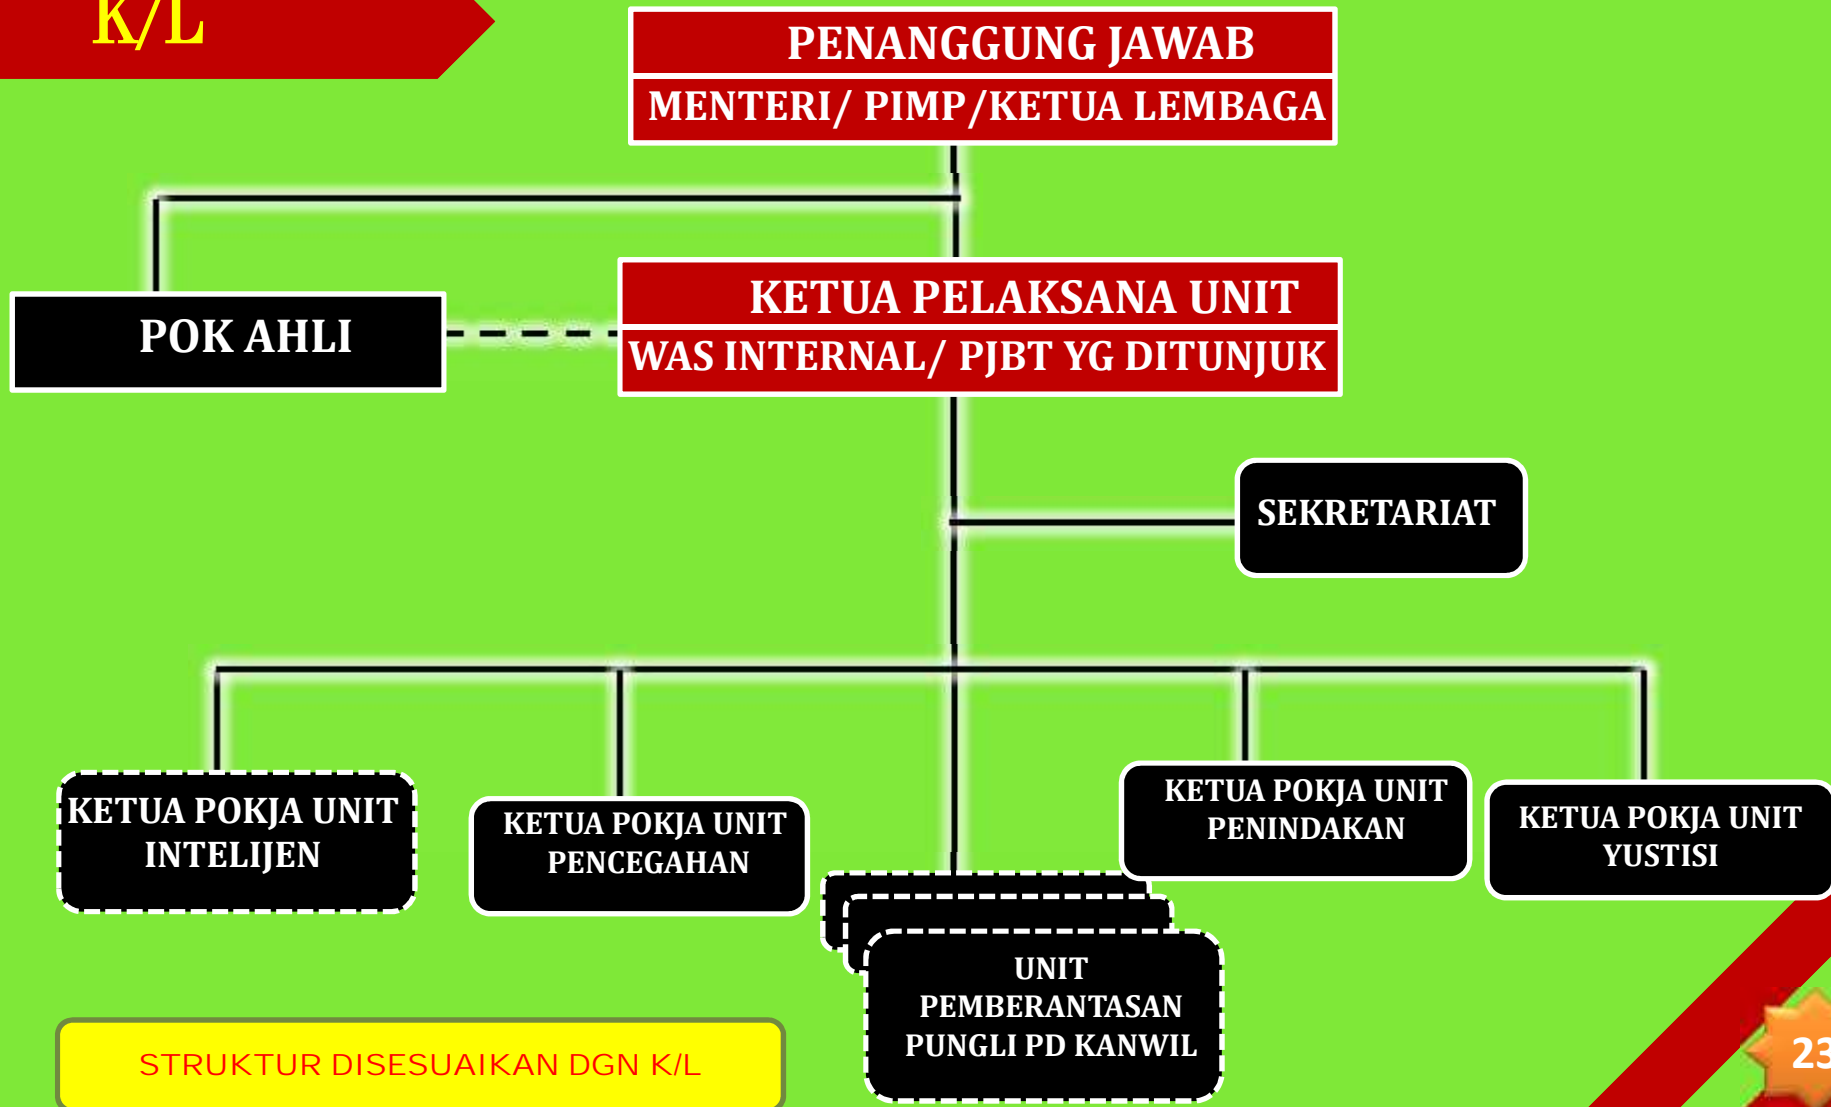 K/L
PENANGGUNG JAWAB
MENTERI/ PIMP/KETUA LEMBAGA
POK AHLI
KETUA PELAKSANA UNIT
WAS INTERNAL/ PJBT YG DITUNJUK
SEKRETARIAT
KETUA POKJA UNIT
INTELIJEN
KETUA POKJA UNIT
PENCEGAHAN
KETUA POKJA UNIT
PENINDAKAN
KETUA POKJA UNIT
YUSTISI
UNIT
PEMBERANTASAN
PUNGLI PD KANWIL
STRUKTUR DISESUAIKAN DGN K/L
23